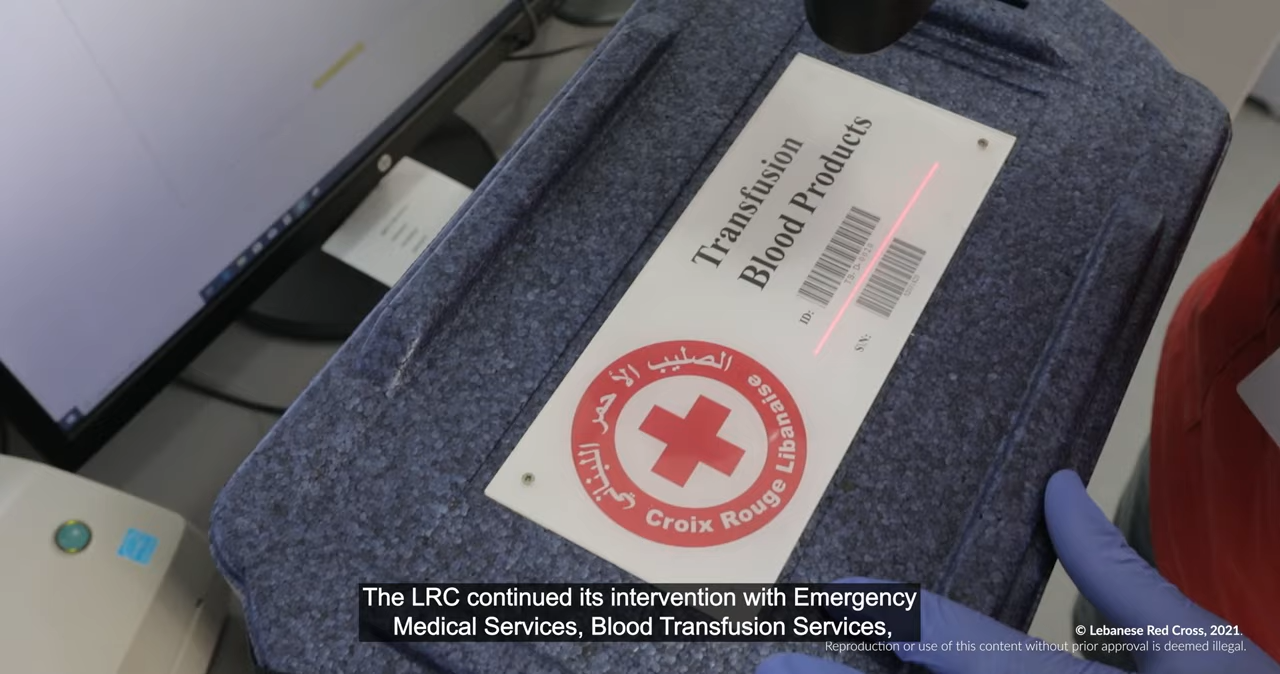 Transfusion
Blood Products
ID:
S\N:
الصليب الأحمر اللبناني
Croix Rouge Libanaise
The LRC continued its intervention with Emergency
Medical Services, Blood Transfusion Services,
© Lebanese Red Cross, 2021.
Reproduction or use of this content without prior approval is deemed illegal.